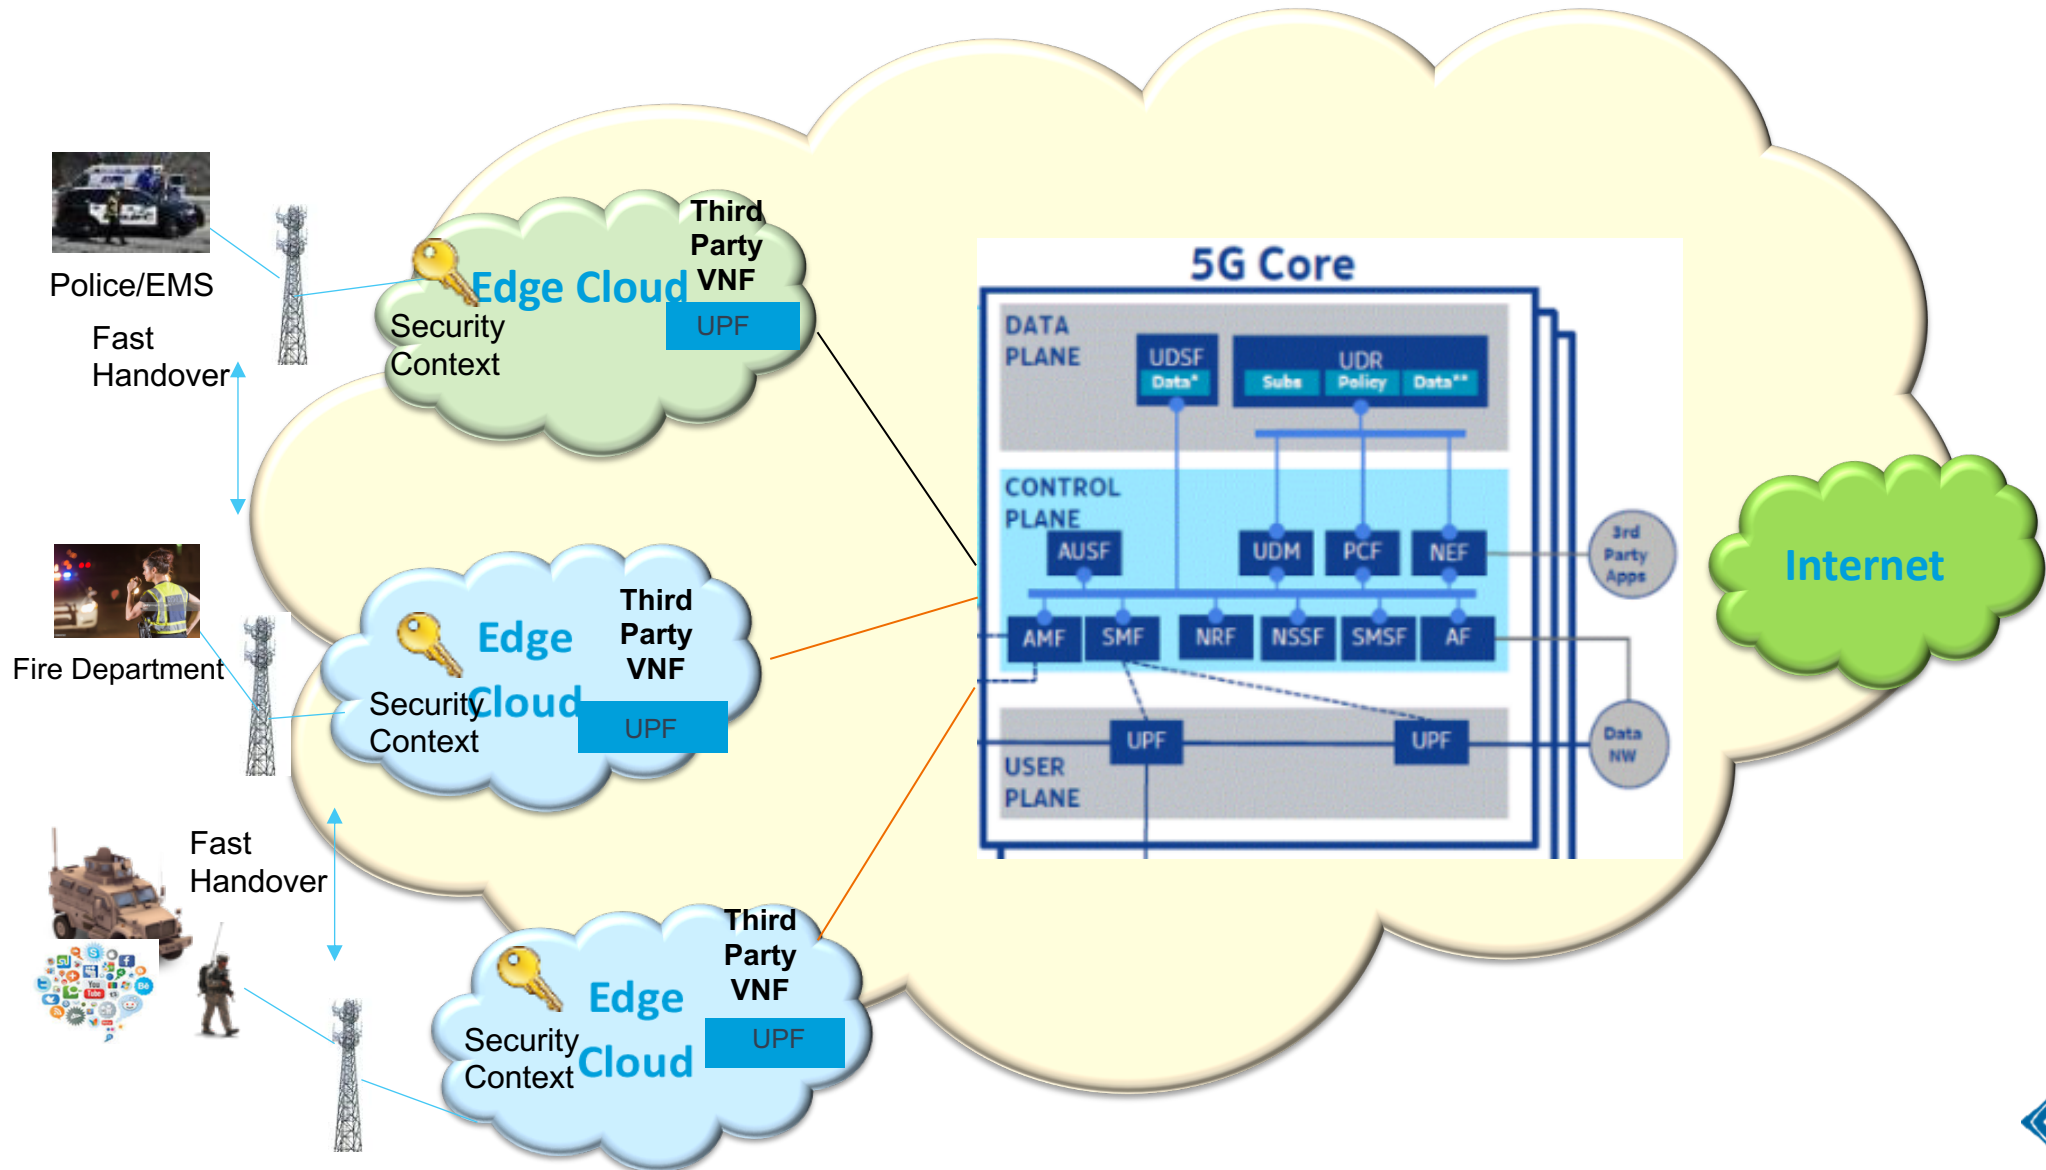 Police/EMS
Fast
Handover
Fire Department
Fast
Handover
Edge Cloud
Third
Party
VNF
UPF
Security
Context
Edge
Cloud
Third
Party
VNF
UPF
Security
Context
Edge
Cloud
Third
Party
VNF
UPF
Security
Context
5G Core
DATA
PLANE
UDSF
Data*
UDR
Subs
Policy
Data**
CONTROL
PLANE
AUSF
UDM
PCF
NEF
AMF
SMF
NRF
NSSF
SMSF
AF
USER
PLANE
UPF
UPF
3rd
Party
Apps
Data
NW
Internet
You
Tube